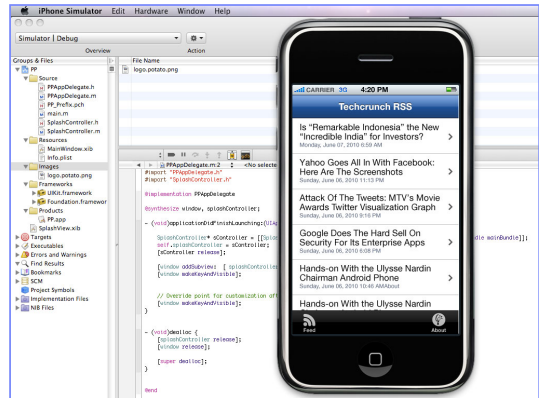 iPhone Simulator Edit Hardware Window Help
Simulator | Debug
Overview
Action
Groups & Files
File Name
PP
Source
PPAppDelegate.h
PPAppDelegate.m
PP_Prefix.pch
main.m
SplashController.h
SplashController.m
Resources
MainWindow.xib
Info.plist
Images
logo.potato.png
Frameworks
UIKit.framework
Foundation.framewor
Products
PP.app
SplashView.xib
Targets
Executables
Errors and Warnings
Find Results
Bookmarks
SCM
Project Symbols
Implementation Files
NIB Files
logo.potato.png
PPAppDelegate.m:2
<No selecte
#import "PPAppDelegate.h"
#import "SplashController.h"
@implementation PPAppDelegate
@synthesize window, splashController;
- (void)applicationDidFinishLaunching:(UIAp
SplashController* sController = [[Spla
dle mainBundle]];
self.splashController = sController;
[sController release];
[window addSubview: [ splashControlle
[window makeKeyAndVisible];
// Override point for customization aft
[window makeKeyAndVisible];
}
- (void)dealloc {
[splashController release];
[window release];
[super dealloc];
}
@end
CARRIER 3G 4:20 PM
Techcrunch RSS
Is “Remarkable Indonesia” the New
“Incredible India” for Investors?
Monday, June 07, 2010 6:59 AM
Yahoo Goes All In With Facebook:
Here Are The Screenshots
Sunday, June 06, 2010 11:13 PM
Attack Of The Tweets: MTV's Movie
Awards Twitter Visualization Graph
Sunday, June 06, 2010 9:16 PM
Google Does The Hard Sell On
Security For Its Enterprise Apps
Sunday, June 06, 2010 5:08 PM
Hands-on With the Ulysse Nardin
Chairman Android Phone
Sunday, June 06, 2010 10:46 AMAbout
Hands-on With the Ulysse Nardin
Feed
About